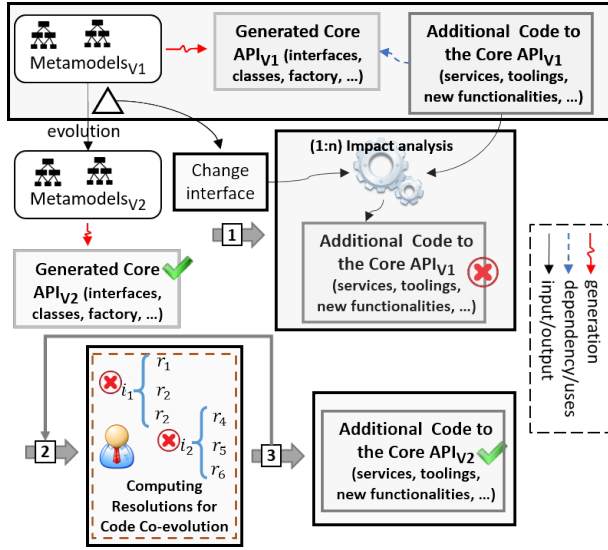 Metamodels V1
Generated Core
API V1 (interfaces,
classes, factory, ...)
Additional Code to
the Core API V1
(services, toolings,
new functionalities, ...)
evolution
Metamodels V2
Change
interface
(1:n) Impact analysis
1
Additional Code to
the Core API V1
(services, toolings,
new functionalities, ...)
Generated Core
API V2 (interfaces,
classes, factory, ...)
input/output
dependency/uses
generation
2
i1
r1
r2
r2
i2
r4
r5
r6
Computing
Resolutions for
Code Co-evolution
3
Additional Code to
the Core API V2
(services, toolings,
new functionalities, ...)